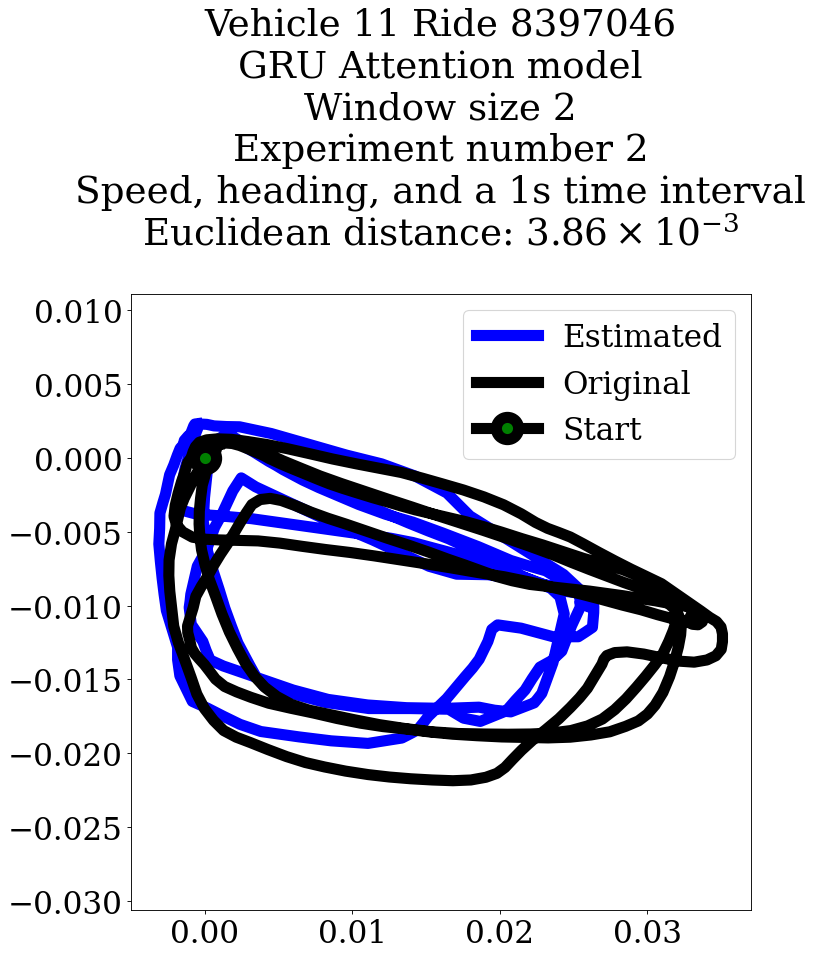 Vehicle 11 Ride 8397046
GRU Attention model
Window size 2
Experiment number 2
Speed, heading, and a 1s time interval
Euclidean distance: 3.86 × 10⁻³
Estimated
Original
Start
0.010
0.005
0.000
−0.005
−0.010
−0.015
−0.020
−0.025
−0.030
0.00 0.01 0.02 0.03